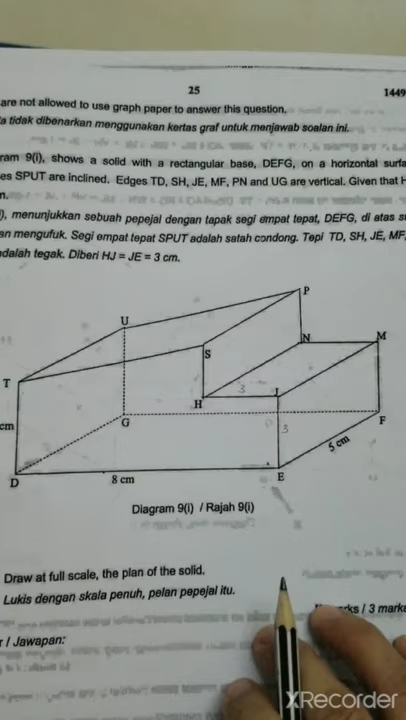 25
1449
are not allowed to use graph paper to answer this question.
a tidak dibenarkan menggunakan kertas graf untuk menjawab soalan ini.
ram 9(i), shows a solid with a rectangular base, DEFG, on a horizontal surfa
es SPUT are inclined. Edges TD, SH, JE, MF, PN and UG are vertical. Given that H
m.
), menunjukkan sebuah pepejal dengan tapak segi empat tepat, DEFG, di atas s
an mengufuk. Segi empat tepat SPUT adalah satah condong. Tepi TD, SH, JE, MF,
adalah tegak. Diberi HJ = JE = 3 cm.
P
U
N
M
S
T
H
3
J
cm
G
F
3
5 cm
D
8 cm
E
Diagram 9(i) / Rajah 9(i)
Draw at full scale, the plan of the solid.
Lukis dengan skala penuh, pelan pepejal itu.
rks / 3 marka
r / Jawapan:
XRecorder